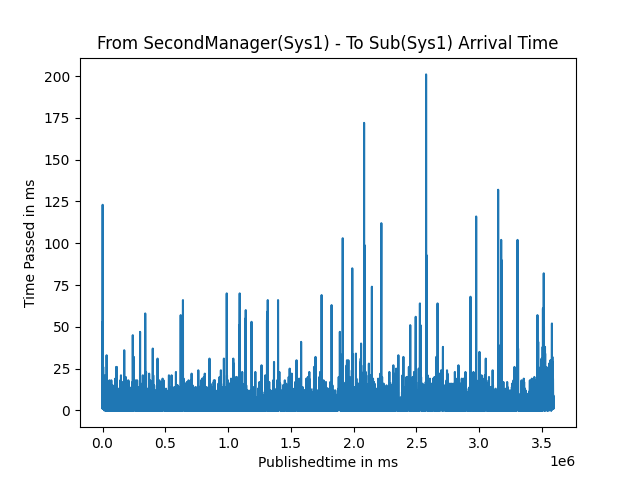 From SecondManager(Sys1) - To Sub(Sys1) Arrival Time
200
175
150
125
100
75
50
25
0
Time Passed in ms
0.0 0.5 1.0 1.5 2.0 2.5 3.0 3.5
1e6
Publishedtime in ms